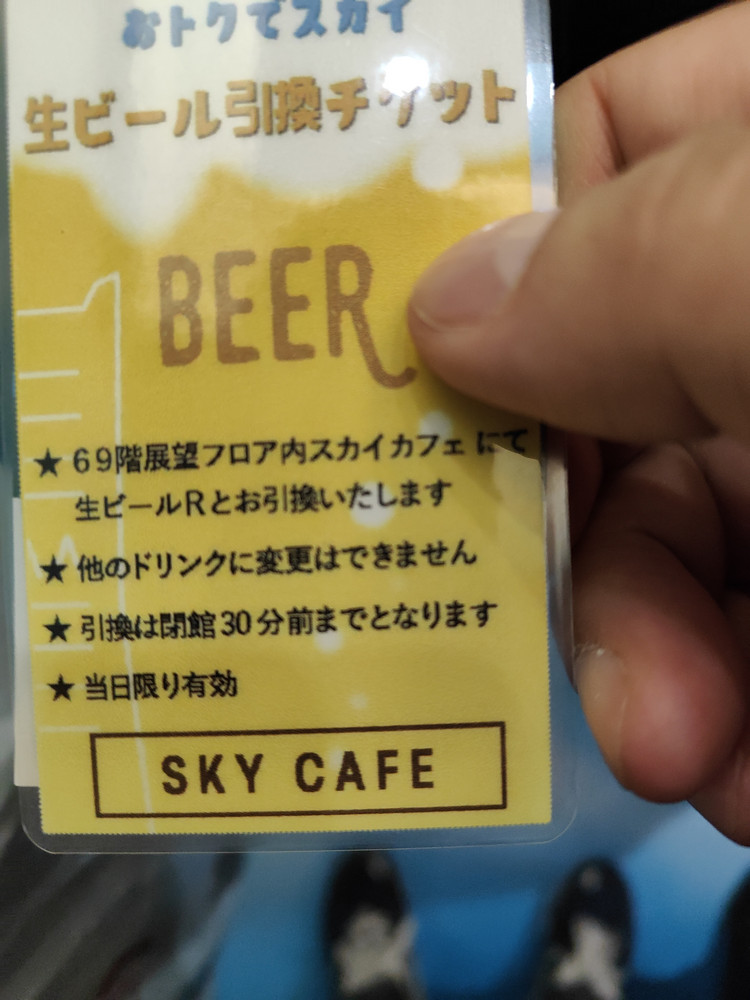 おトクでスカイ
生ビール引換チケット
BEER
★ 69階展望フロア内スカイカフェ にて
生ビールRとお引換いたします
★ 他のドリンクに変更はできません
★ 引換は閉館30分前までとなります
★ 当日限り有効
SKY CAFE